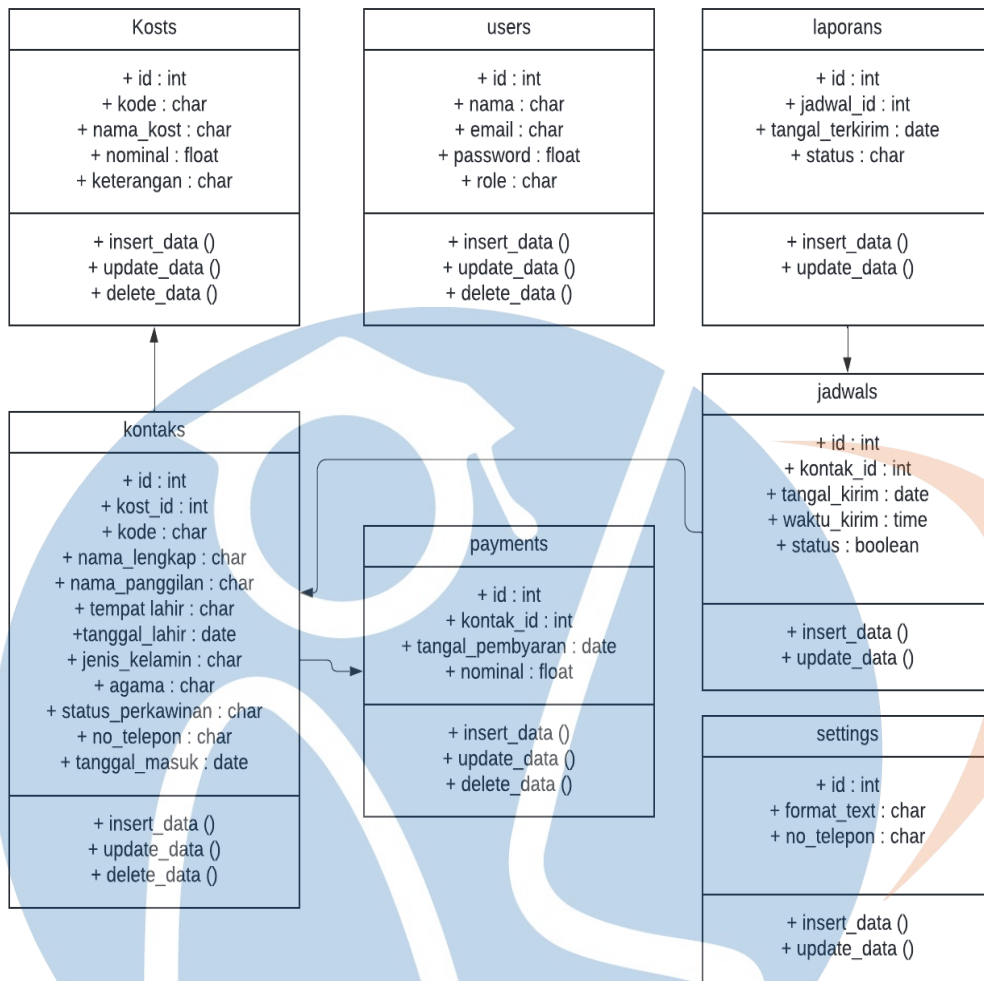 Kosts
+ id : int
+ kode : char
+ nama_kost : char
+ nominal : float
+ keterangan : char
+ insert_data ()
+ update_data ()
+ delete_data ()
users
+ id : int
+ nama : char
+ email : char
+ password : float
+ role : char
+ insert_data ()
+ update_data ()
+ delete_data ()
laporans
+ id : int
+ jadwal_id : int
+ tangal_terkirim : date
+ status : char
+ insert_data ()
+ update_data ()
kontaks
+ id : int
+ kost_id : int
+ kode : char
+ nama_lengkap : char
+ nama_panggilan : char
+ tempat lahir : char
+tanggal_lahir : date
+ jenis_kelamin : char
+ agama : char
+ status_perkawinan : char
+ no_telepon : char
+ tanggal_masuk : date
+ insert_data ()
+ update_data ()
+ delete_data ()
payments
+ id : int
+ kontak_id : int
+ tangal_pembyaran : date
+ nominal : float
+ insert_data ()
+ update_data ()
+ delete_data ()
jadwals
+ id : int
+ kontak_id : int
+ tangal_kirim : date
+ waktu_kirim : time
+ status : boolean
+ insert_data ()
+ update_data ()
settings
+ id : int
+ format_text : char
+ no_telepon : char
+ insert_data ()
+ update_data ()